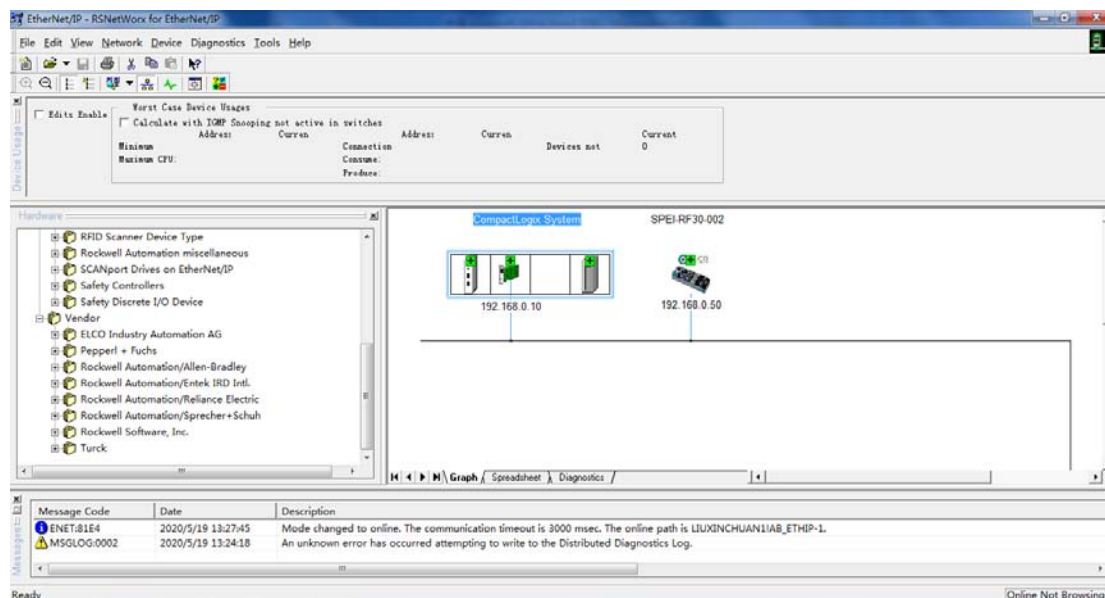 EtherNet/IP - RSNetWorx for EtherNet/IP
File Edit View Network Device Diagnostics Tools Help
Device Usage
Edits Enable
Worst Case Device Usages
Calculate with IGMP Snooping not active in switches
Address Curren Address Curren Current
Minimum Connection Devices not 0
Maximum CPU: Consume:
Produce:
Hardware
RFID Scanner Device Type
Rockwell Automation miscellaneous
SCANport Drives on EtherNet/IP
Safety Controllers
Safety Discrete I/O Device
Vendor
ELCO Industry Automation AG
Pepperl + Fuchs
Rockwell Automation/Allen-Bradley
Rockwell Automation/Entek IRD Intl.
Rockwell Automation/Reliance Electric
Rockwell Automation/Sprecher+Schuh
Rockwell Software, Inc.
Turck
CompactLogix System SPEI-RF30-002
192.168.0.10 192.168.0.50
Graph Spreadsheet Diagnostics
Messages
Message Code Date Description
ENET:81E4 2020/5/19 13:27:45 Mode changed to online. The communication timeout is 3000 msec. The online path is LIUXINCHUAN1!AB_ETHIP-1.
MSGLOG:0002 2020/5/19 13:24:18 An unknown error has occurred attempting to write to the Distributed Diagnostics Log.
Ready Online Not Browsing